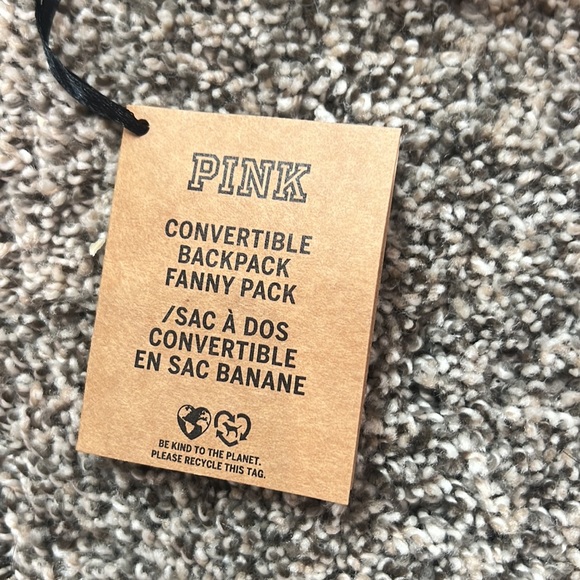 PINK
CONVERTIBLE
BACKPACK
FANNY PACK
/SAC À DOS
CONVERTIBLE
EN SAC BANANE
BE KIND TO THE PLANET.
PLEASE RECYCLE THIS TAG.